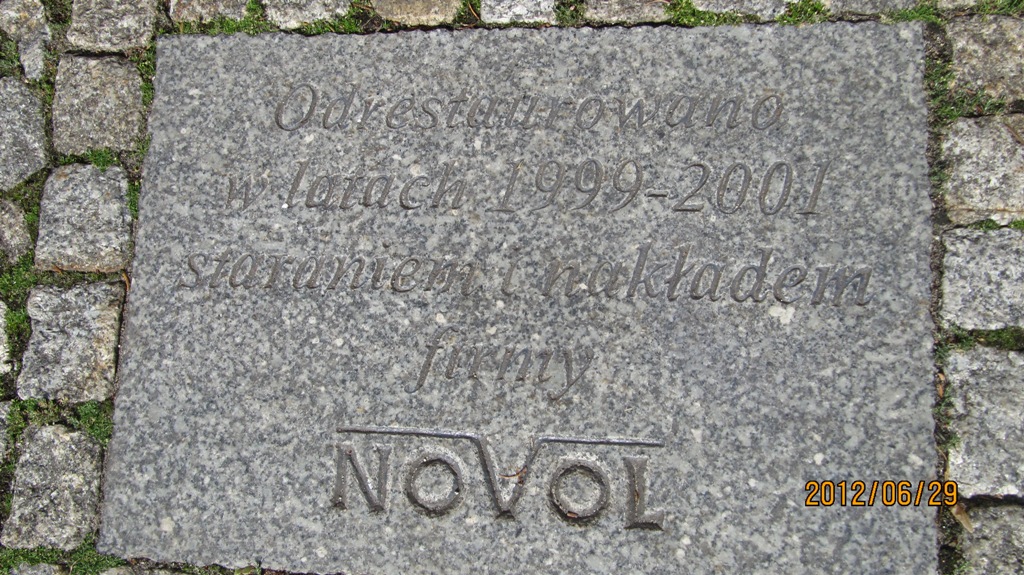 Odrestaurowano
w latach 1999-2001
staraniem i nakładem
firmy
NOVOL
2012/06/29